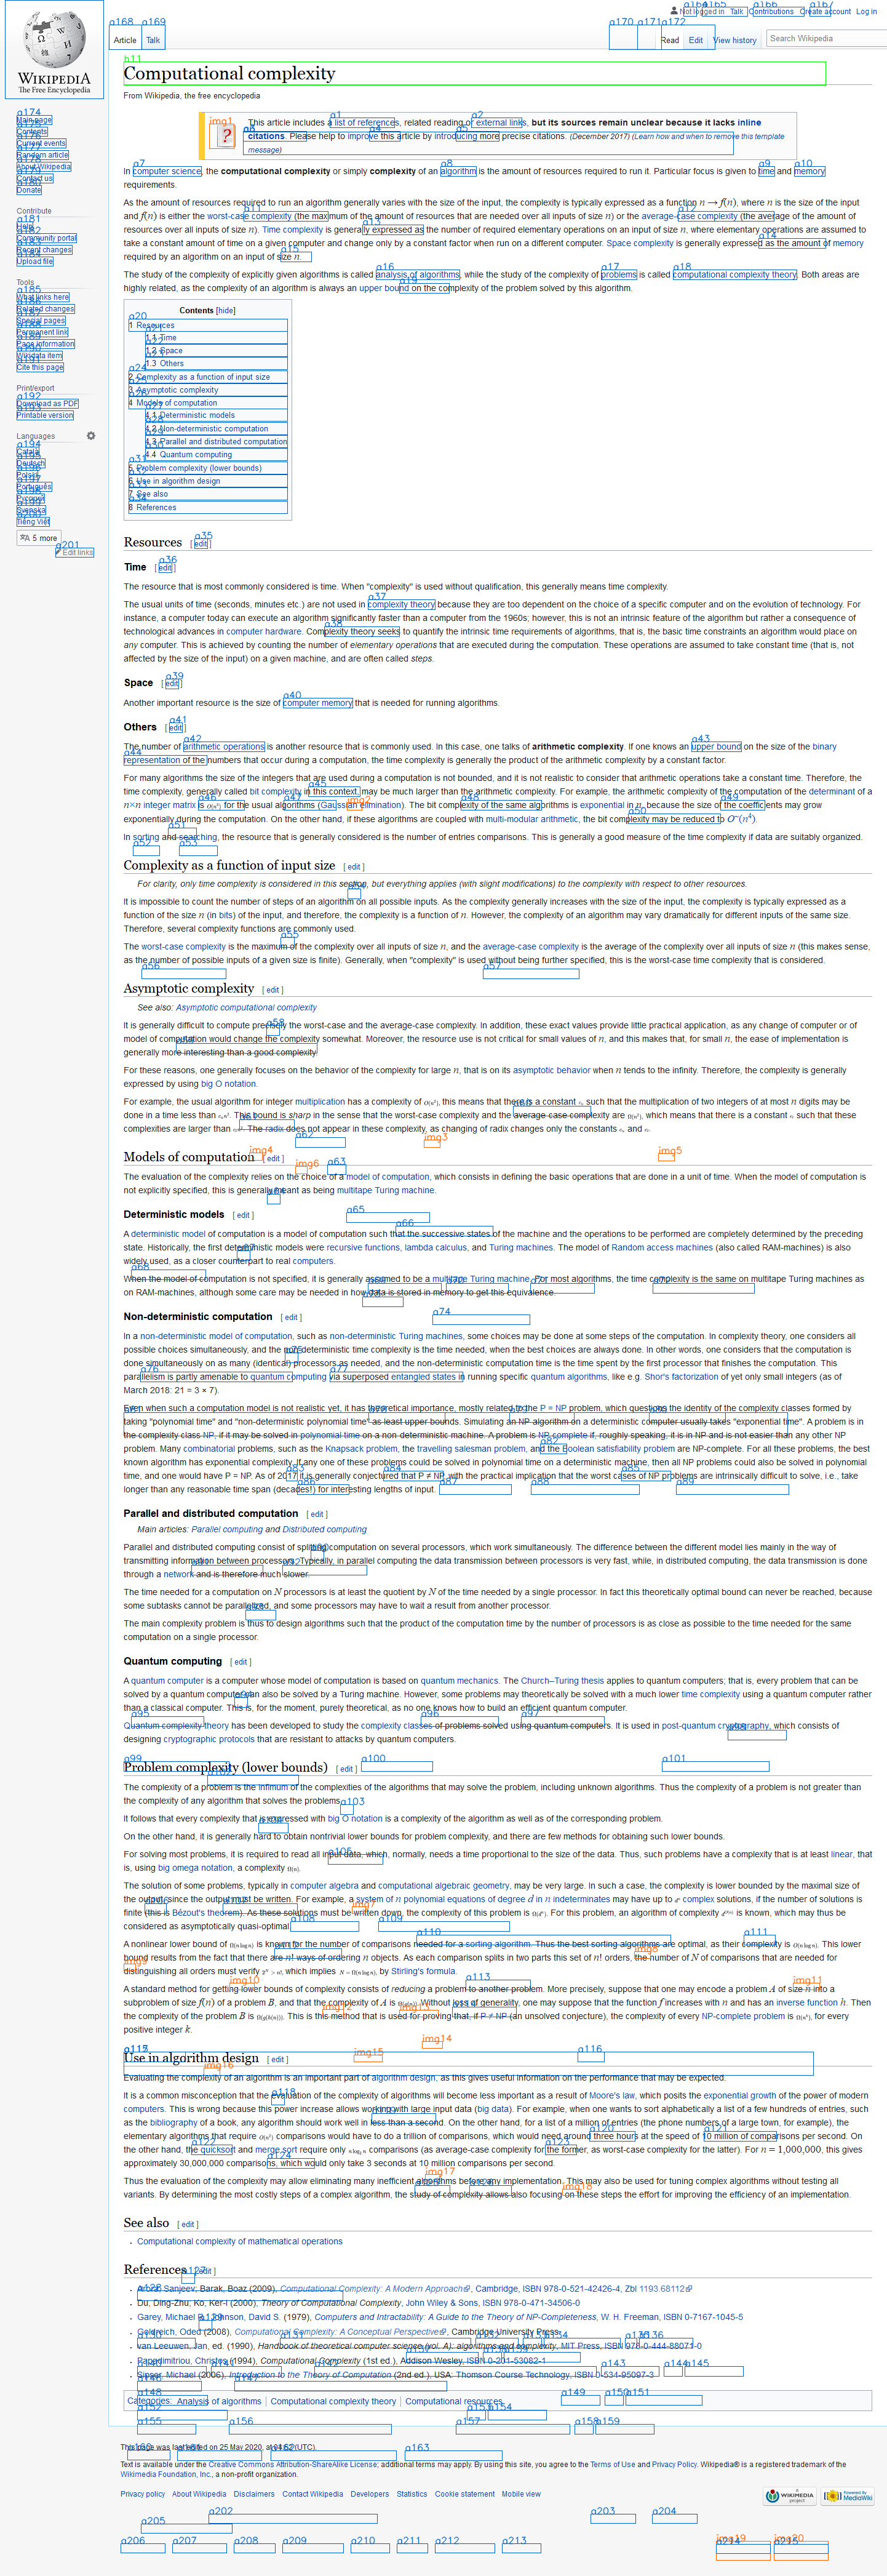 Not logged in Talk Contributions Create account Log in
Article Talk Read Edit View history Search Wikipedia
WIKIPEDIA
The Free Encyclopedia
Main page
Contents
Current events
Random article
About Wikipedia
Contact us
Donate
Contribute
Help
Community portal
Recent changes
Upload file
Tools
What links here
Related changes
Special pages
Permanent link
Page information
Wikidata item
Cite this page
Print/export
Download as PDF
Printable version
Languages
Català
Deutsch
Polski
Português
Русский
Svenska
Tiếng Việt
5 more
Edit links
Computational complexity
From Wikipedia, the free encyclopedia
This article includes a list of references, related reading or external links, but its sources remain unclear because it lacks inline
citations. Please help to improve this article by introducing more precise citations. (December 2017) (Learn how and when to remove this template
message)
In computer science, the computational complexity or simply complexity of an algorithm is the amount of resources required to run it. Particular focus is given to time and memory
requirements.
As the amount of resources required to run an algorithm generally varies with the size of the input, the complexity is typically expressed as a function n → f(n), where n is the size of the input
and f(n) is either the worst-case complexity (the maximum of the amount of resources that are needed over all inputs of size n) or the average-case complexity (the average of the amount of
resources over all inputs of size n). Time complexity is generally expressed as the number of required elementary operations on an input of size n, where elementary operations are assumed to
take a constant amount of time on a given computer and change only by a constant factor when run on a different computer. Space complexity is generally expressed as the amount of memory
required by an algorithm on an input of size n.
The study of the complexity of explicitly given algorithms is called analysis of algorithms, while the study of the complexity of problems is called computational complexity theory. Both areas are
highly related, as the complexity of an algorithm is always an upper bound on the complexity of the problem solved by this algorithm.
Contents [hide]
1 Resources
1.1 Time
1.2 Space
1.3 Others
2 Complexity as a function of input size
3 Asymptotic complexity
4 Models of computation
4.1 Deterministic models
4.2 Non-deterministic computation
4.3 Parallel and distributed computation
4.4 Quantum computing
5 Problem complexity (lower bounds)
6 Use in algorithm design
7 See also
8 References
Resources [ edit ]
Time [ edit ]
The resource that is most commonly considered is time. When "complexity" is used without qualification, this generally means time complexity.
The usual units of time (seconds, minutes etc.) are not used in complexity theory because they are too dependent on the choice of a specific computer and on the evolution of technology. For
instance, a computer today can execute an algorithm significantly faster than a computer from the 1960s; however, this is not an intrinsic feature of the algorithm but rather a consequence of
technological advances in computer hardware. Complexity theory seeks to quantify the intrinsic time requirements of algorithms, that is, the basic time constraints an algorithm would place on
any computer. This is achieved by counting the number of elementary operations that are executed during the computation. These operations are assumed to take constant time (that is, not
affected by the size of the input) on a given machine, and are often called steps.
Space [ edit ]
Another important resource is the size of computer memory that is needed for running algorithms.
Others [ edit ]
The number of arithmetic operations is another resource that is commonly used. In this case, one talks of arithmetic complexity. If one knows an upper bound on the size of the binary
representation of the numbers that occur during a computation, the time complexity is generally the product of the arithmetic complexity by a constant factor.
For many algorithms the size of the integers that are used during a computation is not bounded, and it is not realistic to consider that arithmetic operations take a constant time. Therefore, the
time complexity, generally called bit complexity in this context, may be much larger than the arithmetic complexity. For example, the arithmetic complexity of the computation of the determinant of a
n×n integer matrix is O(n³) for the usual algorithms (Gaussian elimination). The bit complexity of the same algorithms is exponential in n, because the size of the coefficients may grow
exponentially during the computation. On the other hand, if these algorithms are coupled with multi-modular arithmetic, the bit complexity may be reduced to O~(n⁴).
In sorting and searching, the resource that is generally considered is the number of entries comparisons. This is generally a good measure of the time complexity if data are suitably organized.
Complexity as a function of input size [ edit ]
For clarity, only time complexity is considered in this section, but everything applies (with slight modifications) to the complexity with respect to other resources.
It is impossible to count the number of steps of an algorithm on all possible inputs. As the complexity generally increases with the size of the input, the complexity is typically expressed as a
function of the size n (in bits) of the input, and therefore, the complexity is a function of n. However, the complexity of an algorithm may vary dramatically for different inputs of the same size.
Therefore, several complexity functions are commonly used.
The worst-case complexity is the maximum of the complexity over all inputs of size n, and the average-case complexity is the average of the complexity over all inputs of size n (this makes sense,
as the number of possible inputs of a given size is finite). Generally, when "complexity" is used without being further specified, this is the worst-case time complexity that is considered.
Asymptotic complexity [ edit ]
See also: Asymptotic computational complexity
It is generally difficult to compute precisely the worst-case and the average-case complexity. In addition, these exact values provide little practical application, as any change of computer or of
model of computation would change the complexity somewhat. Moreover, the resource use is not critical for small values of n, and this makes that, for small n, the ease of implementation is
generally more interesting than a good complexity.
For these reasons, one generally focuses on the behavior of the complexity for large n, that is on its asymptotic behavior when n tends to the infinity. Therefore, the complexity is generally
expressed by using big O notation.
For example, the usual algorithm for integer multiplication has a complexity of O(n²), this means that there is a constant cᵤ such that the multiplication of two integers of at most n digits may be
done in a time less than cᵤn². This bound is sharp in the sense that the worst-case complexity and the average-case complexity are Ω(n²), which means that there is a constant cₗ such that these
complexities are larger than cₗn². The radix does not appear in these complexity, as changing of radix changes only the constants cᵤ and cₗ.
Models of computation [ edit ]
The evaluation of the complexity relies on the choice of a model of computation, which consists in defining the basic operations that are done in a unit of time. When the model of computation is
not explicitly specified, this is generally meant as being multitape Turing machine.
Deterministic models [ edit ]
A deterministic model of computation is a model of computation such that the successive states of the machine and the operations to be performed are completely determined by the preceding
state. Historically, the first deterministic models were recursive functions, lambda calculus, and Turing machines. The model of Random access machines (also called RAM-machines) is also
widely used, as a closer counterpart to real computers.
When the model of computation is not specified, it is generally assumed to be a multitape Turing machine. For most algorithms, the time complexity is the same on multitape Turing machines as
on RAM-machines, although some care may be needed in how data is stored in memory to get this equivalence.
Non-deterministic computation [ edit ]
In a non-deterministic model of computation, such as non-deterministic Turing machines, some choices may be done at some steps of the computation. In complexity theory, one considers all
possible choices simultaneously, and the non-deterministic time complexity is the time needed, when the best choices are always done. In other words, one considers that the computation is
done simultaneously on as many (identical) processors as needed, and the non-deterministic computation time is the time spent by the first processor that finishes the computation. This
parallelism is partly amenable to quantum computing via superposed entangled states in running specific quantum algorithms, like e.g. Shor's factorization of yet only small integers (as of
March 2018: 21 = 3 × 7).
Even when such a computation model is not realistic yet, it has theoretical importance, mostly related to the P = NP problem, which questions the identity of the complexity classes formed by
taking "polynomial time" and "non-deterministic polynomial time" as least upper bounds. Simulating an NP-algorithm on a deterministic computer usually takes "exponential time". A problem is in
the complexity class NP, if it may be solved in polynomial time on a non-deterministic machine. A problem is NP-complete if, roughly speaking, it is in NP and is not easier than any other NP
problem. Many combinatorial problems, such as the Knapsack problem, the travelling salesman problem, and the Boolean satisfiability problem are NP-complete. For all these problems, the best
known algorithm has exponential complexity. If any one of these problems could be solved in polynomial time on a deterministic machine, then all NP problems could also be solved in polynomial
time, and one would have P = NP. As of 2017 it is generally conjectured that P ≠ NP, with the practical implication that the worst cases of NP problems are intrinsically difficult to solve, i.e., take
longer than any reasonable time span (decades!) for interesting lengths of input.
Parallel and distributed computation [ edit ]
Main articles: Parallel computing and Distributed computing
Parallel and distributed computing consist of splitting computation on several processors, which work simultaneously. The difference between the different model lies mainly in the way of
transmitting information between processors. Typically, in parallel computing the data transmission between processors is very fast, while, in distributed computing, the data transmission is done
through a network and is therefore much slower.
The time needed for a computation on N processors is at least the quotient by N of the time needed by a single processor. In fact this theoretically optimal bound can never be reached, because
some subtasks cannot be parallelized, and some processors may have to wait a result from another processor.
The main complexity problem is thus to design algorithms such that the product of the computation time by the number of processors is as close as possible to the time needed for the same
computation on a single processor.
Quantum computing [ edit ]
A quantum computer is a computer whose model of computation is based on quantum mechanics. The Church–Turing thesis applies to quantum computers; that is, every problem that can be
solved by a quantum computer can also be solved by a Turing machine. However, some problems may theoretically be solved with a much lower time complexity using a quantum computer rather
than a classical computer. This is, for the moment, purely theoretical, as no one knows how to build an efficient quantum computer.
Quantum complexity theory has been developed to study the complexity classes of problems solved using quantum computers. It is used in post-quantum cryptography, which consists of
designing cryptographic protocols that are resistant to attacks by quantum computers.
Problem complexity (lower bounds) [ edit ]
The complexity of a problem is the infimum of the complexities of the algorithms that may solve the problem, including unknown algorithms. Thus the complexity of a problem is not greater than
the complexity of any algorithm that solves the problems.
It follows that every complexity that is expressed with big O notation is a complexity of the algorithm as well as of the corresponding problem.
On the other hand, it is generally hard to obtain nontrivial lower bounds for problem complexity, and there are few methods for obtaining such lower bounds.
For solving most problems, it is required to read all input data, which, normally, needs a time proportional to the size of the data. Thus, such problems have a complexity that is at least linear, that
is, using big omega notation, a complexity Ω(n).
The solution of some problems, typically in computer algebra and computational algebraic geometry, may be very large. In such a case, the complexity is lower bounded by the maximal size of
the output, since the output must be written. For example, a system of n polynomial equations of degree d in n indeterminates may have up to dⁿ complex solutions, if the number of solutions is
finite (this is Bézout's theorem). As these solutions must be written down, the complexity of this problem is Ω(dⁿ). For this problem, an algorithm of complexity is known, which may thus be
considered as asymptotically quasi-optimal.
A nonlinear lower bound of Ω(n log n) is known for the number of comparisons needed for a sorting algorithm. Thus the best sorting algorithms are optimal, as their complexity is O(n log n). This lower
bound results from the fact that there are n! ways of ordering n objects. As each comparison splits in two parts this set of n! orders, the number of N of comparisons that are needed for
distinguishing all orders must verify 2ᴺ > n!, which implies N = Ω(n log n), by Stirling's formula.
A standard method for getting lower bounds of complexity consists of reducing a problem to another problem. More precisely, suppose that one may encode a problem A of size n into a
subproblem of size f(n) of a problem B, and that the complexity of A is Ω(g(n)). Without loss of generality, one may suppose that the function f increases with n and has an inverse function h. Then
the complexity of the problem B is Ω(g(h(n))). This is this method that is used for proving that, if P ≠ NP (an unsolved conjecture), the complexity of every NP-complete problem is Ω(nᵏ), for every
positive integer k.
Use in algorithm design [ edit ]
Evaluating the complexity of an algorithm is an important part of algorithm design, as this gives useful information on the performance that may be expected.
It is a common misconception that the evaluation of the complexity of algorithms will become less important as a result of Moore's law, which posits the exponential growth of the power of modern
computers. This is wrong because this power increase allows working with large input data (big data). For example, when one wants to sort alphabetically a list of a few hundreds of entries, such
as the bibliography of a book, any algorithm should work well in less than a second. On the other hand, for a list of a million of entries (the phone numbers of a large town, for example), the
elementary algorithms that require O(n²) comparisons would have to do a trillion of comparisons, which would need around three hours at the speed of 10 million of comparisons per second. On
the other hand, the quicksort and merge sort require only n log₂ n comparisons (as average-case complexity for the former, as worst-case complexity for the latter). For n = 1,000,000, this gives
approximately 30,000,000 comparisons, which would only take 3 seconds at 10 million comparisons per second.
Thus the evaluation of the complexity may allow eliminating many inefficient algorithms before any implementation. This may also be used for tuning complex algorithms without testing all
variants. By determining the most costly steps of a complex algorithm, the study of complexity allows also focusing on these steps the effort for improving the efficiency of an implementation.
See also [ edit ]
Computational complexity of mathematical operations
References [ edit ]
Arora, Sanjeev; Barak, Boaz (2009), Computational Complexity: A Modern Approach, Cambridge, ISBN 978-0-521-42426-4, Zbl 1193.68112
Du, Ding-Zhu; Ko, Ker-I (2000), Theory of Computational Complexity, John Wiley & Sons, ISBN 978-0-471-34506-0
Garey, Michael R.; Johnson, David S. (1979), Computers and Intractability: A Guide to the Theory of NP-Completeness, W. H. Freeman, ISBN 0-7167-1045-5
Goldreich, Oded (2008), Computational Complexity: A Conceptual Perspective, Cambridge University Press
van Leeuwen, Jan, ed. (1990), Handbook of theoretical computer science (vol. A): algorithms and complexity, MIT Press, ISBN 978-0-444-88071-0
Papadimitriou, Christos (1994), Computational Complexity (1st ed.), Addison Wesley, ISBN 0-201-53082-1
Sipser, Michael (2006), Introduction to the Theory of Computation (2nd ed.), USA: Thomson Course Technology, ISBN 0-534-95097-3
Categories: Analysis of algorithms | Computational complexity theory | Computational resources
This page was last edited on 25 May 2020, at (UTC).
Text is available under the Creative Commons Attribution-ShareAlike License; additional terms may apply. By using this site, you agree to the Terms of Use and Privacy Policy. Wikipedia® is a registered trademark of the
Wikimedia Foundation, Inc., a non-profit organization.
Privacy policy About Wikipedia Disclaimers Contact Wikipedia Developers Statistics Cookie statement Mobile view
A WIKIMEDIA project Powered By MediaWiki